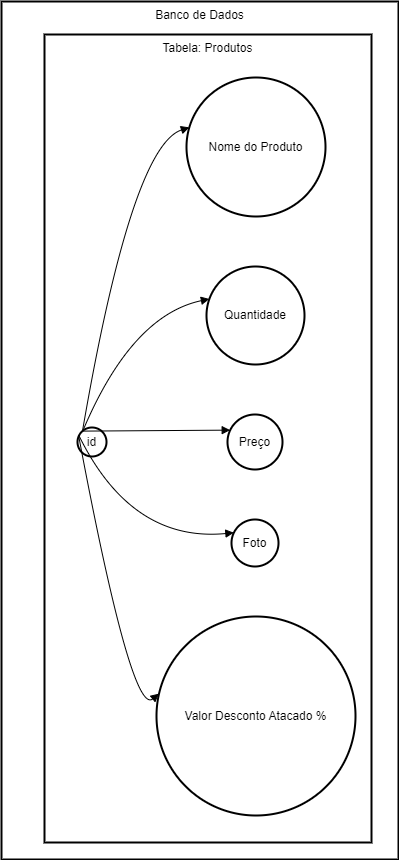 Banco de Dados
Tabela: Produtos
Nome do Produto
Quantidade
id
Preço
Foto
Valor Desconto Atacado %